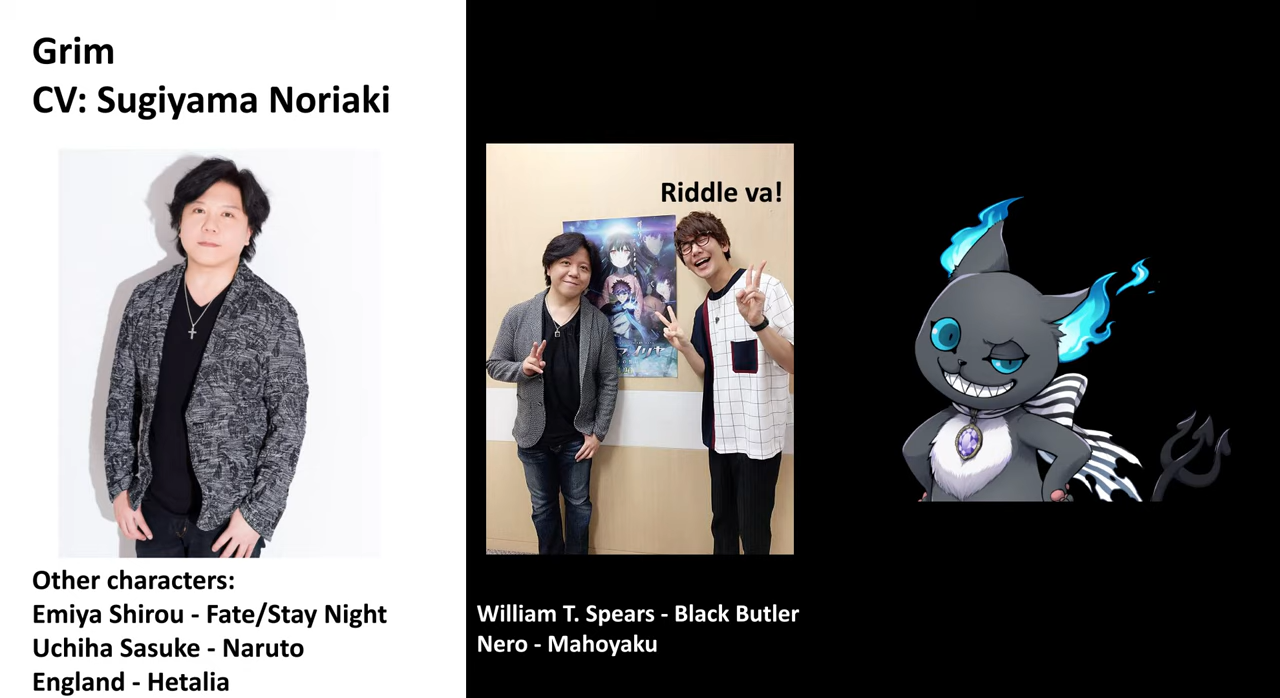 Grim
CV: Sugiyama Noriaki
Riddle va!
Other characters:
Emiya Shirou - Fate/Stay Night
Uchiha Sasuke - Naruto
England - Hetalia
William T. Spears - Black Butler
Nero - Mahoyaku